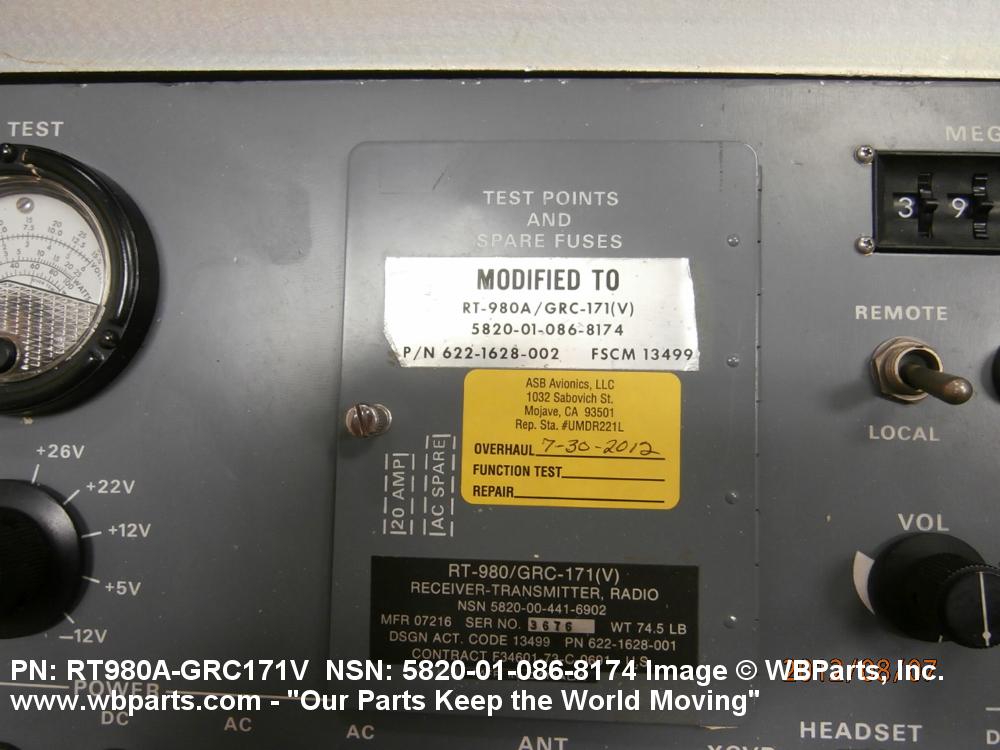 TEST
TEST POINTS
AND
SPARE FUSES
MODIFIED TO
RT-980A/GRC-171(V)
5820-01-086-8174
P/N 622-1628-002 FSCM 13499
ASB Avionics, LLC
1032 Sabovich St.
Mojave, CA 93501
Rep. Sta. #UMDR221L
OVERHAUL 7-30-2012
FUNCTION TEST
REPAIR
20 AMP
AC SPARE
3 9
REMOTE
LOCAL
VOL
+26V
+22V
+12V
+5V
-12V
RT-980/GRC-171(V)
RECEIVER-TRANSMITTER, RADIO
NSN 5820-00-441-6902
MFR 07216 SER NO. 3676 WT 74.5 LB
DSGN ACT. CODE 13499 PN 622-1628-001
CONTRACT F34601-73-C- U.S.
PN: RT980A-GRC171V NSN: 5820-01-086-8174 Image © WBParts, Inc.
www.wbparts.com - "Our Parts Keep the World Moving"
POWER
DC
AC
AC
ANT
XCVR
HEADSET